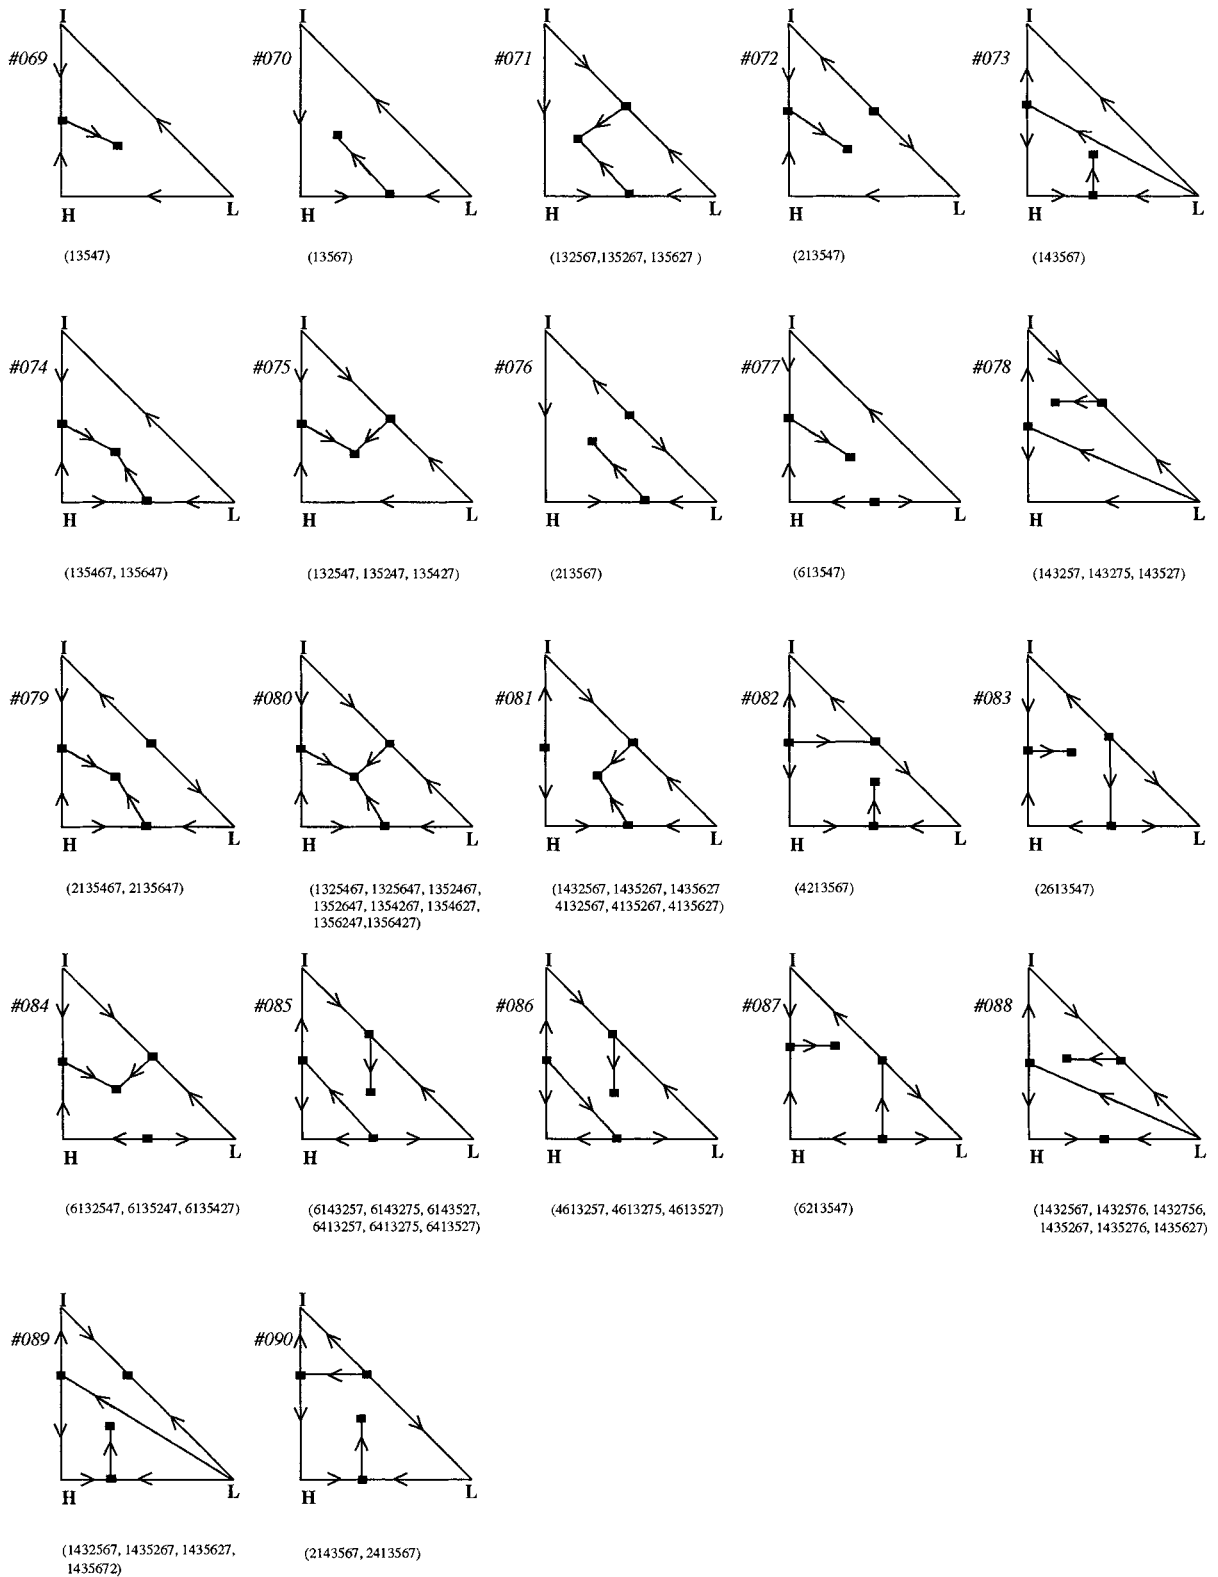 I I I I I
#069 #070 #071 #072 #073
H L H L H L H L H L
(13547) (13567) (132567,135267, 135627 ) (213547) (143567)
I I I I I
#074 #075 #076 #077 #078
H L H L H L H L H L
(135467, 135647) (132547, 135247, 135427) (213567) (613547) (143257, 143275, 143527)
I I I I I
#079 #080 #081 #082 #083
H L H L H L H L H L
(2135467, 2135647) (1325467, 1325647, 1352467, (1432567, 1435267, 1435627 (4213567) (2613547)
1352647, 1354267, 1354627, 4132567, 4135267, 4135627)
1356247,1356427)
I I I I I
#084 #085 #086 #087 #088
H L H L H L H L H L
(6132547, 6135247, 6135427) (6143257, 6143275, 6143527, (4613257, 4613275, 4613527) (6213547) (1432567, 1432576, 1432756,
6413257, 6413275, 6413527) 1435267, 1435276, 1435627)
I I
#089 #090
H L H L
(1432567, 1435267, 1435627, (2143567, 2413567)
1435672)